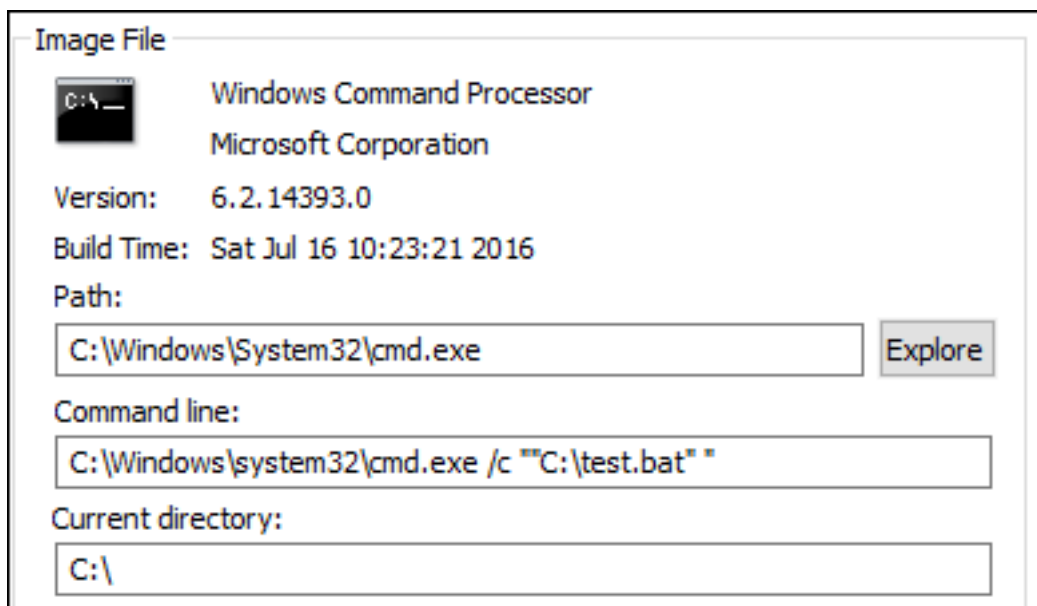 Image File
C:\
Windows Command Processor
Microsoft Corporation
Version: 6.2.14393.0
Build Time: Sat Jul 16 10:23:21 2016
Path:
C:\Windows\System32\cmd.exe Explore
Command line:
C:\Windows\system32\cmd.exe /c ""C:\test.bat" "
Current directory:
C:\